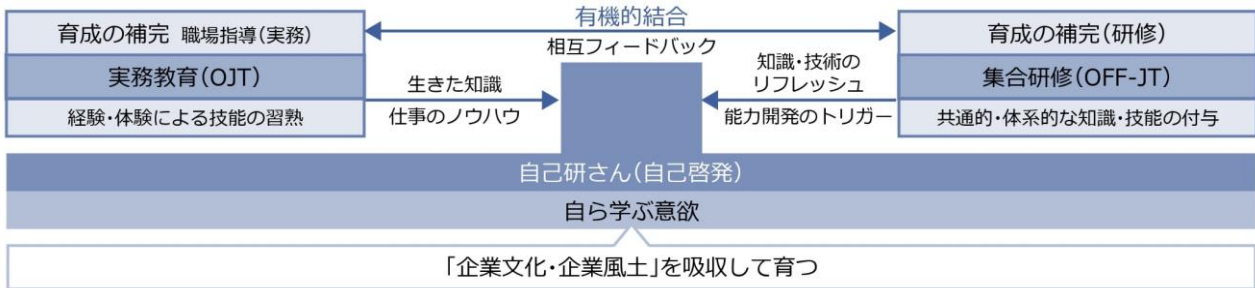 有機的結合
相互フィードバック
育成の補完 職場指導(実務)
実務教育(OJT)
経験・体験による技能の習熟
生きた知識
仕事のノウハウ
知識・技術の
リフレッシュ
能力開発のトリガー
育成の補完(研修)
集合研修(OFF-JT)
共通的・体系的な知識・技能の付与
自己研さん(自己啓発)
自ら学ぶ意欲
「企業文化・企業風土」を吸収して育つ